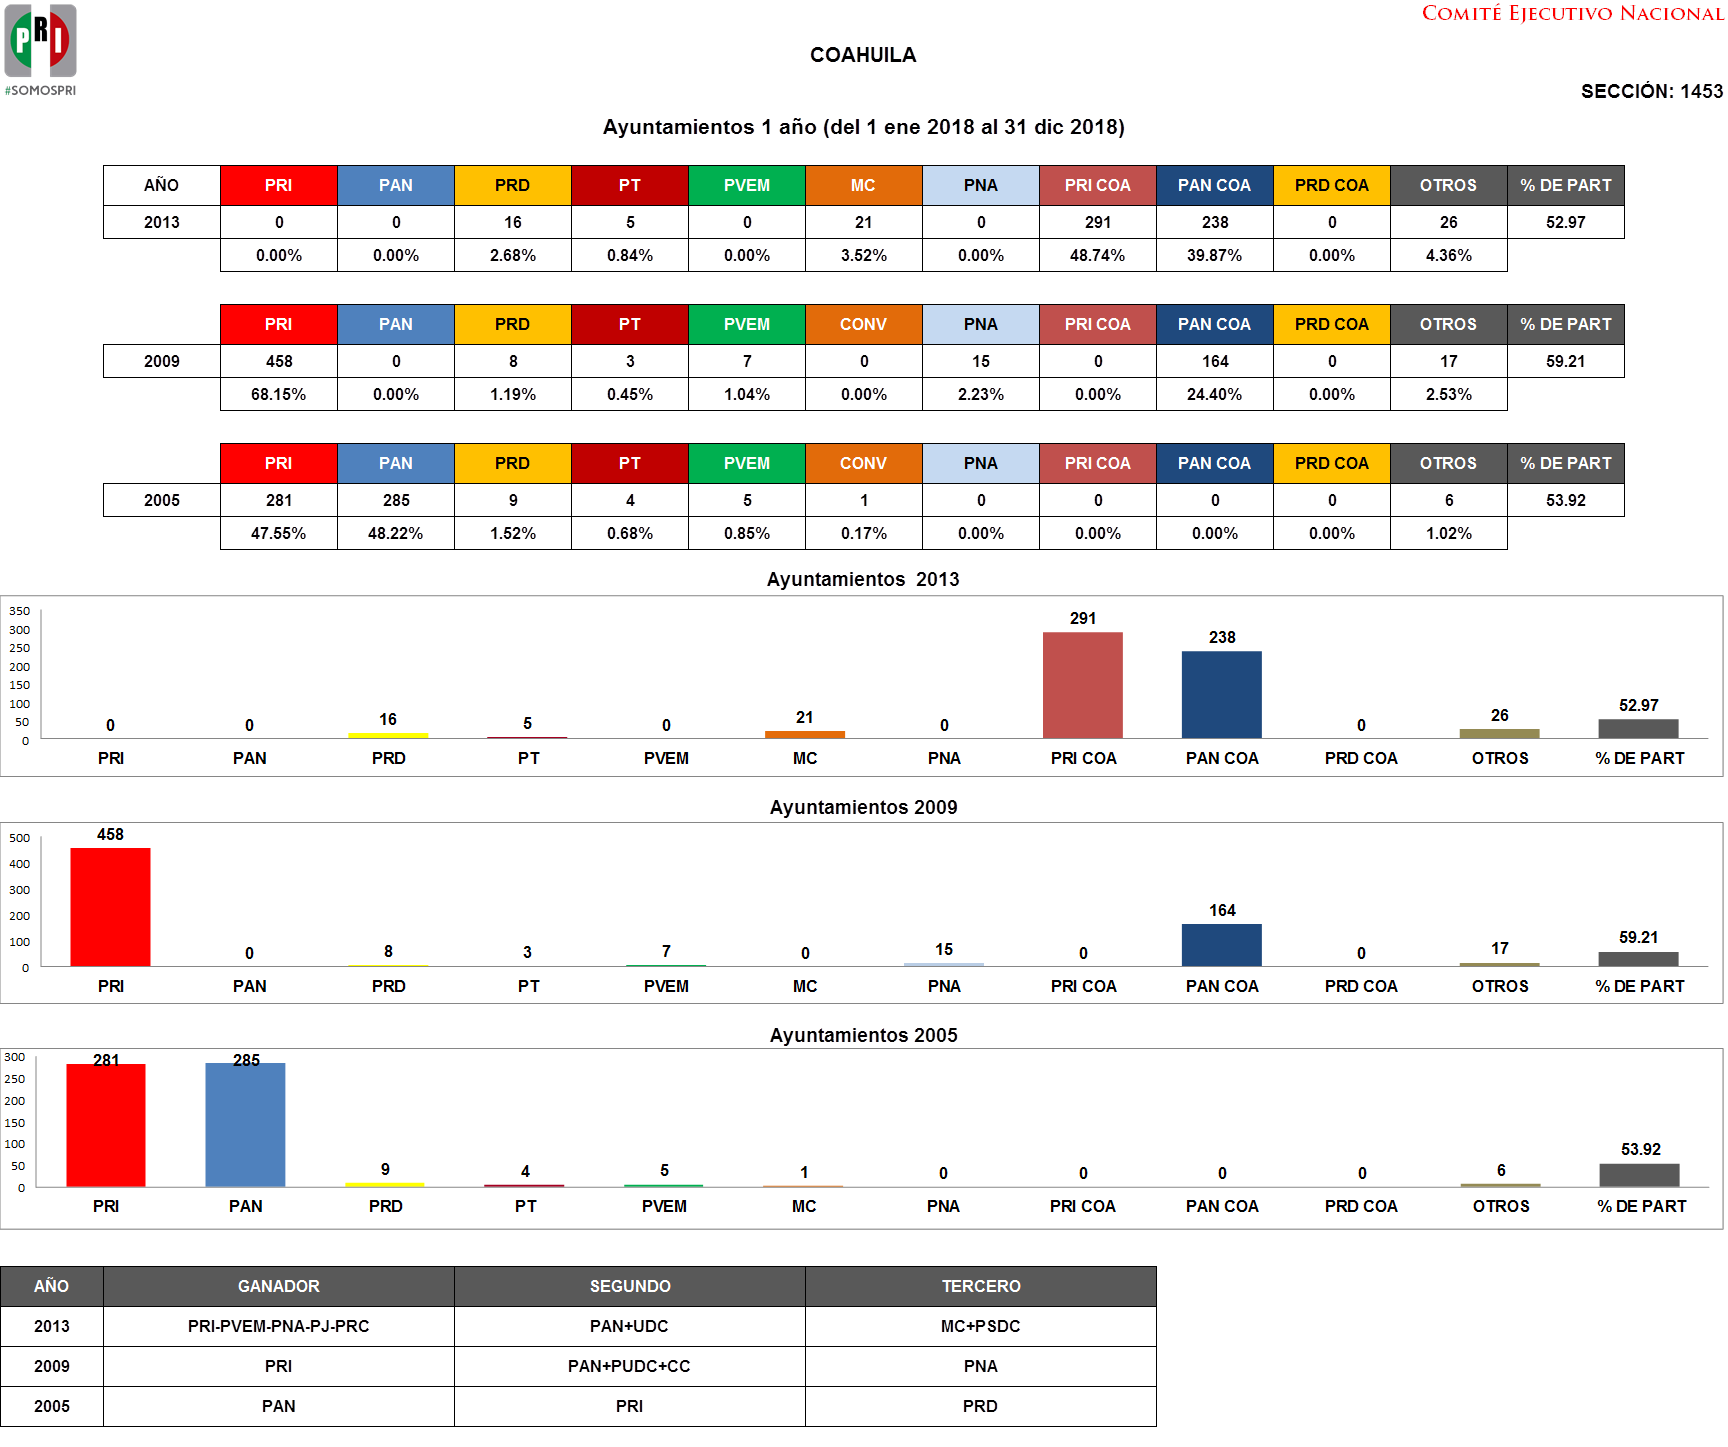 COMITÉ EJECUTIVO NACIONAL
PRI
#SOMOSPRI
COAHUILA
SECCIÓN: 1453
Ayuntamientos 1 año (del 1 ene 2018 al 31 dic 2018)
AÑO PRI PAN PRD PT PVEM MC PNA PRI COA PAN COA PRD COA OTROS % DE PART
2013 0 0 16 5 0 21 0 291 238 0 26 52.97
0.00% 0.00% 2.68% 0.84% 0.00% 3.52% 0.00% 48.74% 39.87% 0.00% 4.36%
PRI PAN PRD PT PVEM CONV PNA PRI COA PAN COA PRD COA OTROS % DE PART
2009 458 0 8 3 7 0 15 0 164 0 17 59.21
68.15% 0.00% 1.19% 0.45% 1.04% 0.00% 2.23% 0.00% 24.40% 0.00% 2.53%
PRI PAN PRD PT PVEM CONV PNA PRI COA PAN COA PRD COA OTROS % DE PART
2005 281 285 9 4 5 1 0 0 0 0 6 53.92
47.55% 48.22% 1.52% 0.68% 0.85% 0.17% 0.00% 0.00% 0.00% 0.00% 1.02%
Ayuntamientos 2013
350
300
250
200
150
100
50
0
0 0 16 5 0 21 0 291 238 0 26 52.97
PRI PAN PRD PT PVEM MC PNA PRI COA PAN COA PRD COA OTROS % DE PART
Ayuntamientos 2009
500
400
300
200
100
0
458 0 8 3 7 0 15 0 164 0 17 59.21
PRI PAN PRD PT PVEM MC PNA PRI COA PAN COA PRD COA OTROS % DE PART
Ayuntamientos 2005
300
250
200
150
100
50
0
281 285 9 4 5 1 0 0 0 0 6 53.92
PRI PAN PRD PT PVEM MC PNA PRI COA PAN COA PRD COA OTROS % DE PART
AÑO GANADOR SEGUNDO TERCERO
2013 PRI-PVEM-PNA-PJ-PRC PAN+UDC MC+PSDC
2009 PRI PAN+PUDC+CC PNA
2005 PAN PRI PRD